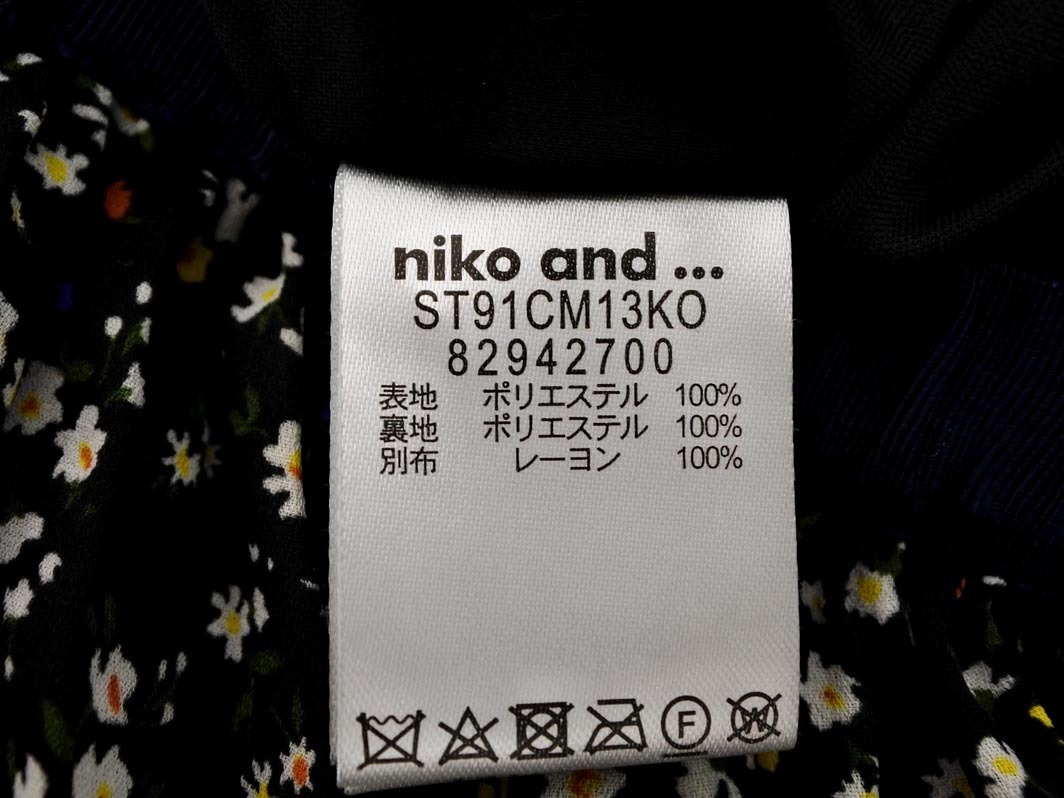 niko and ...
ST91CM13KO
82942700
表地 ポリエステル 100%
裏地 ポリエステル 100%
別布 レーヨン 100%
F W